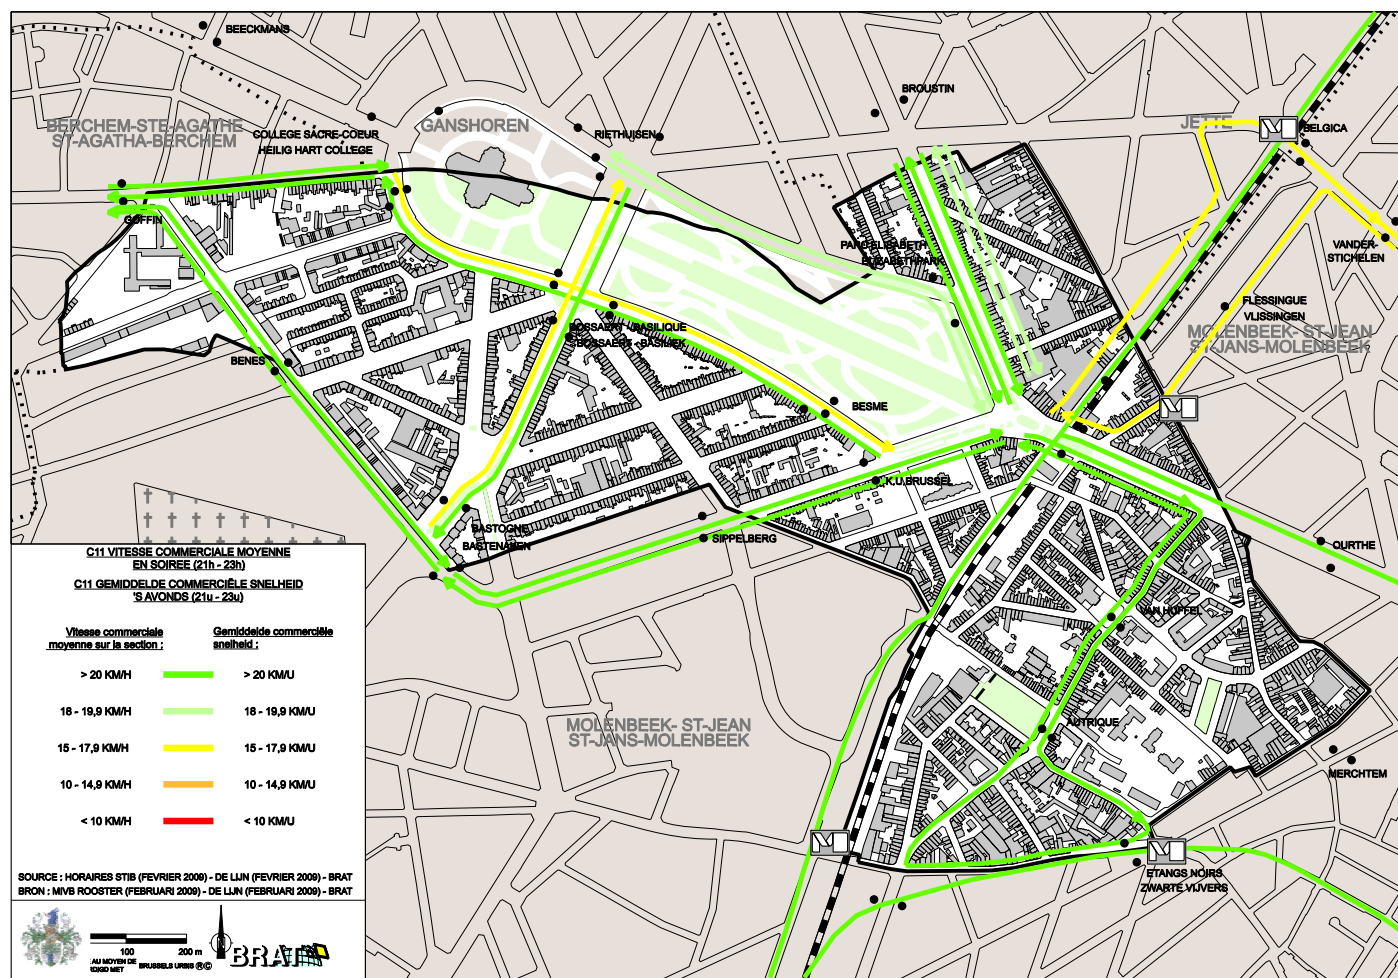 BEECKMANS
BROUSTIN
BERCHEM-STE-AGATHE
ST-AGATHA-BERCHEM
COLLEGE SACRE-COEUR
HEILIG HART COLLEGE
GANSHOREN
RIETHUISEN
JETTE
BELGICA
GOFFIN
PARC ELISABETH
ELIZABETHPARK
VANDER-
STICHELEN
FLESSINGUE
VLISSINGEN
MOLENBEEK- ST-JEAN
ST-JANS-MOLENBEEK
BOSSAERT - BASILIQUE
BOSSAERT - BASILIEK
BENES
BESME
K.U.BRUSSEL
BASTOGNE
BASTENAKEN
SIPPELBERG
OURTHE
VAN HUFFEL
AUTRIQUE
MOLENBEEK- ST-JEAN
ST-JANS-MOLENBEEK
MERCHTEM
ETANGS NOIRS
ZWARTE VIJVERS
C11 VITESSE COMMERCIALE MOYENNE
EN SOIREE (21h - 23h)
C11 GEMIDDELDE COMMERCIËLE SNELHEID
'S AVONDS (21u - 23u)
Vitesse commerciale
moyenne sur la section :
Gemiddelde commerciële
snelheid :
> 20 KM/H > 20 KM/U
18 - 19,9 KM/H 18 - 19,9 KM/U
15 - 17,9 KM/H 15 - 17,9 KM/U
10 - 14,9 KM/H 10 - 14,9 KM/U
< 10 KM/H < 10 KM/U
SOURCE : HORAIRES STIB (FEVRIER 2009) - DE LIJN (FEVRIER 2009) - BRAT
BRON : MIVB ROOSTER (FEBRUARI 2009) - DE LIJN (FEBRUARI 2009) - BRAT
100 200 m
AU MOYEN DE
BRUSSELS URBIS ®©
BRAT